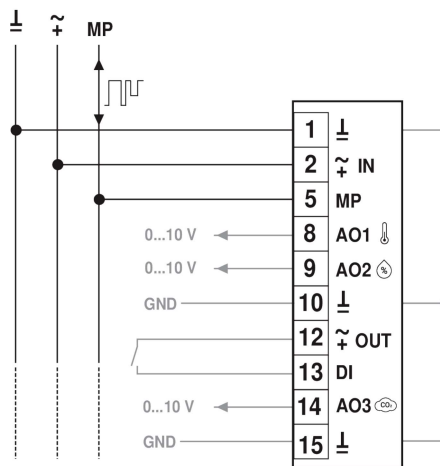 ⊥ ~+ MP
1 ⊥
2 ~+ IN
5 MP
0...10 V 8 AO1
0...10 V 9 AO2 %
GND 10 ⊥
12 ~+ OUT
13 DI
0...10 V 14 AO3 CO₂
GND 15 ⊥